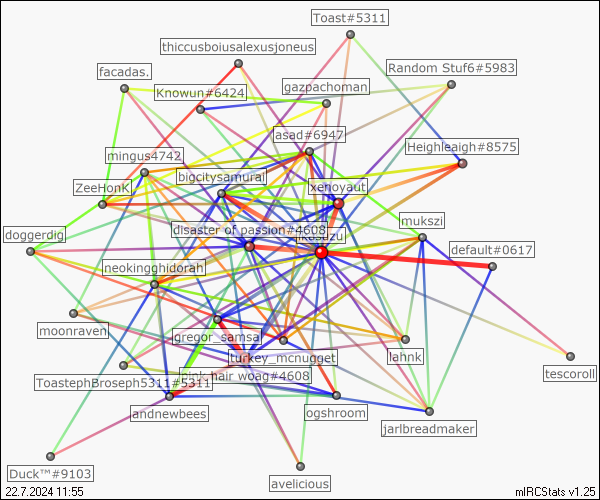 Toast#5311
thiccusboiusalexusjoneus
facadas.
Random Stuf6#5983
Knowun#6424
gazpachoman
asad#6947
Heighleaigh#8575
mingus4742
bigcitysamurai
xenoyaut
ZeeHonK
mukszi
doggerdig
disaster of passion#4608
default#0617
neokingghidorah
moonraven
gregor_samsa
turkey_mcnugget
lahnk
tescoroll
pink hair woag#4608
ToastephBroseph5311#5311
andnewbees
ogshroom
jarlbreadmaker
Duck™#9103
avelicious
22.7.2024 11:55
mIRCStats v1.25